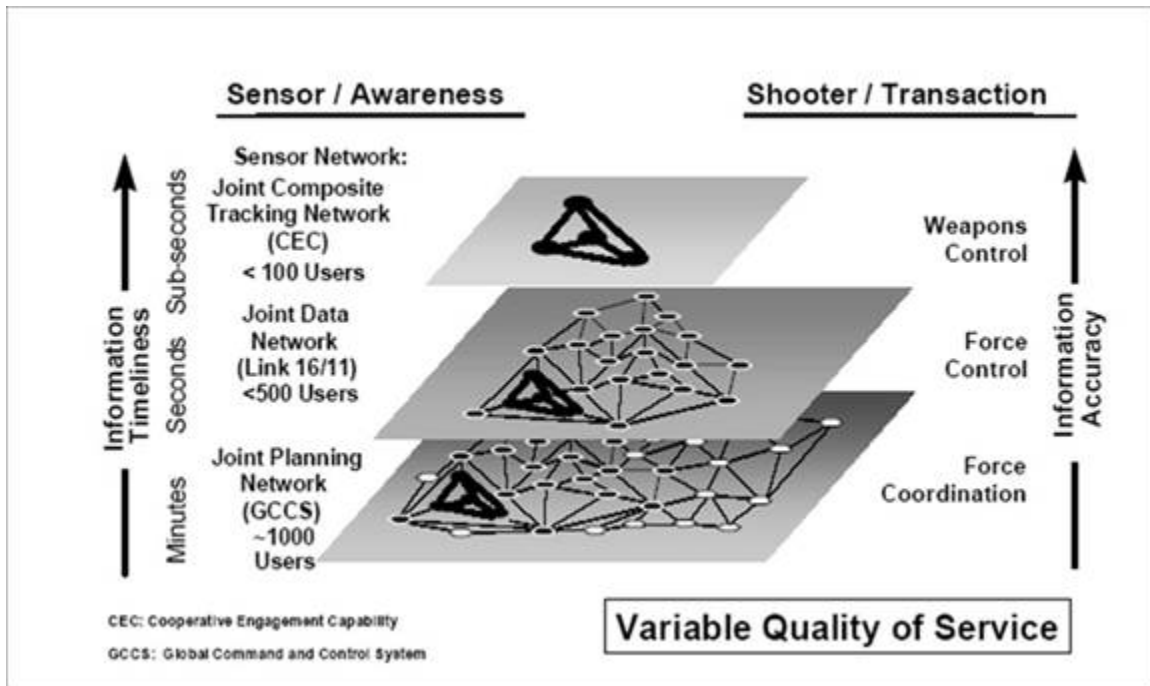 Sensor / Awareness
Shooter / Transaction
Sensor Network:
Joint Composite
Tracking Network
(CEC)
< 100 Users
Joint Data
Network
(Link 16/11)
<500 Users
Joint Planning
Network
(GCCS)
~1000
Users
Information
Timeliness
Sub-seconds
Seconds
Minutes
Weapons
Control
Force
Control
Force
Coordination
Information
Accuracy
CEC: Cooperative Engagement Capability
GCCS: Global Command and Control System
Variable Quality of Service